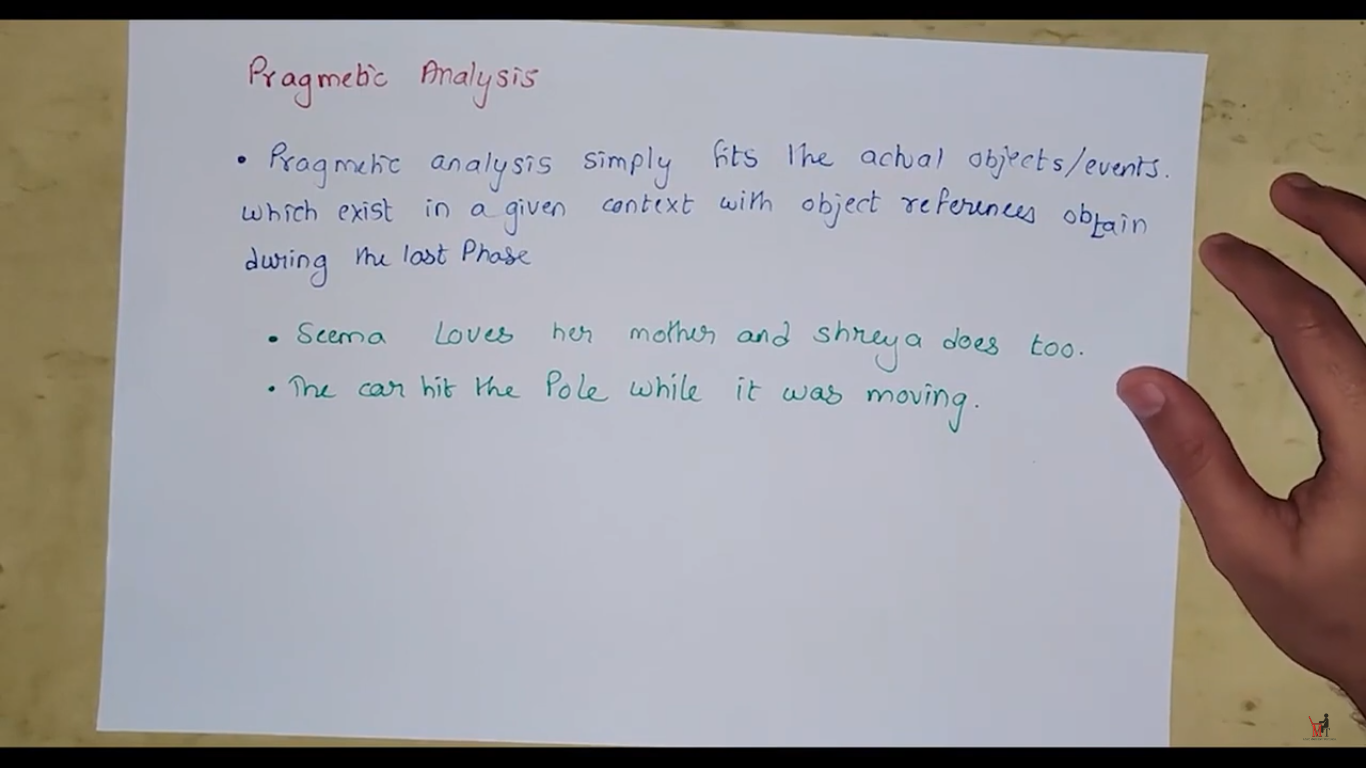 Pragmetic Analysis
• Pragmetic analysis simply fits the actual objects/events.
which exist in a given context with object references obtain
during the last Phase
• Seema Loves her mother and shreya does too.
• The car hit the Pole while it was moving.